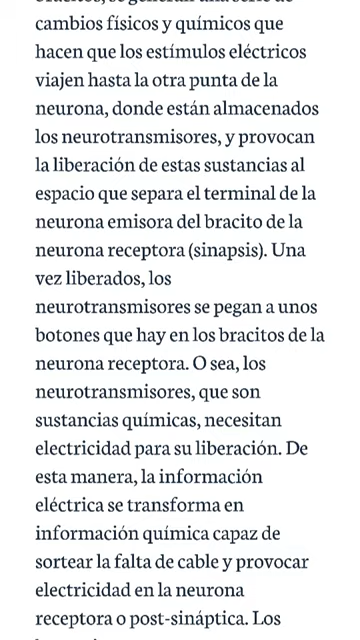 cambios físicos y químicos que
hacen que los estímulos eléctricos
viajen hasta la otra punta de la
neurona, donde están almacenados
los neurotransmisores, y provocan
la liberación de estas sustancias al
espacio que separa el terminal de la
neurona emisora del bracito de la
neurona receptora (sinapsis). Una
vez liberados, los
neurotransmisores se pegan a unos
botones que hay en los bracitos de la
neurona receptora. O sea, los
neurotransmisores, que son
sustancias químicas, necesitan
electricidad para su liberación. De
esta manera, la información
eléctrica se transforma en
información química capaz de
sortear la falta de cable y provocar
electricidad en la neurona
receptora o post-sináptica. Los